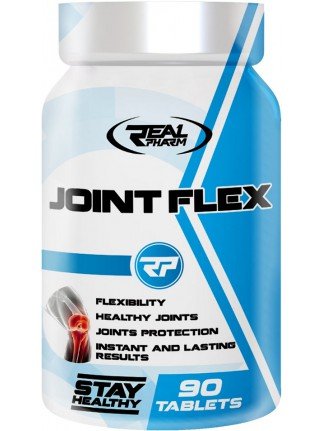 REAL
PHARM
JOINT FLEX
RP
FLEXIBILITY
HEALTHY JOINTS
JOINTS PROTECTION
INSTANT AND LASTING
RESULTS
STAY
HEALTHY
90
TABLETS